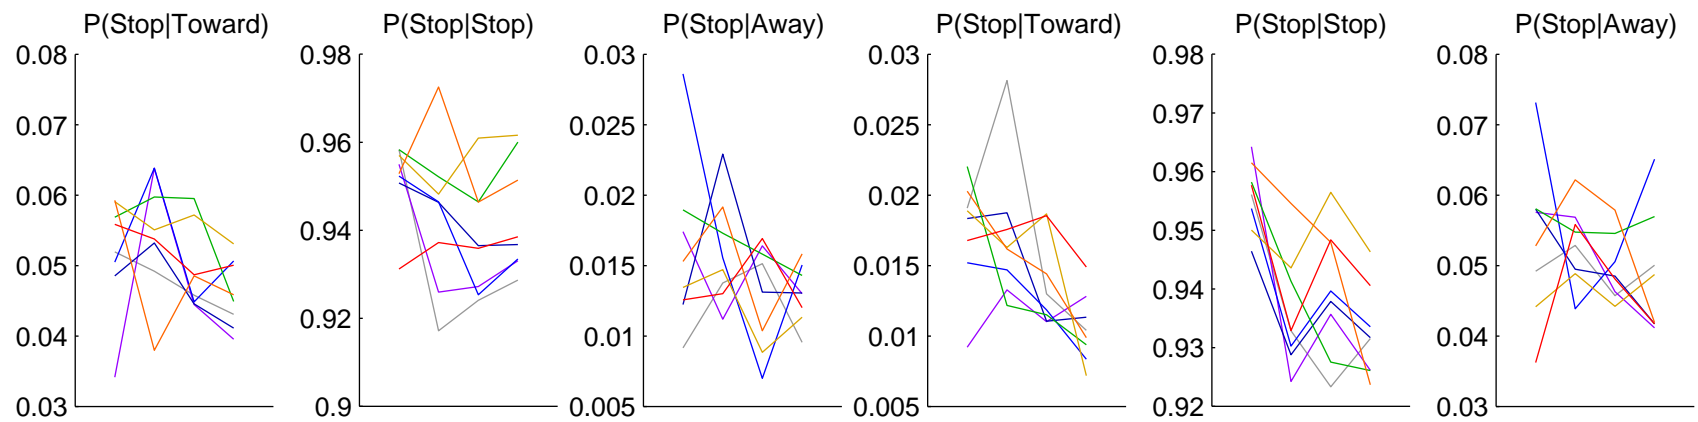 P(Stop|Toward) P(Stop|Stop) P(Stop|Away) P(Stop|Toward) P(Stop|Stop) P(Stop|Away)
0.08 0.98 0.03 0.03 0.98 0.08
0.07 0.96 0.025 0.025 0.97 0.07
0.06 0.94 0.02 0.02 0.96 0.06
0.05 0.92 0.015 0.015 0.95 0.05
0.04 0.9 0.01 0.01 0.94 0.04
0.03 0.005 0.005 0.93 0.03
0.92